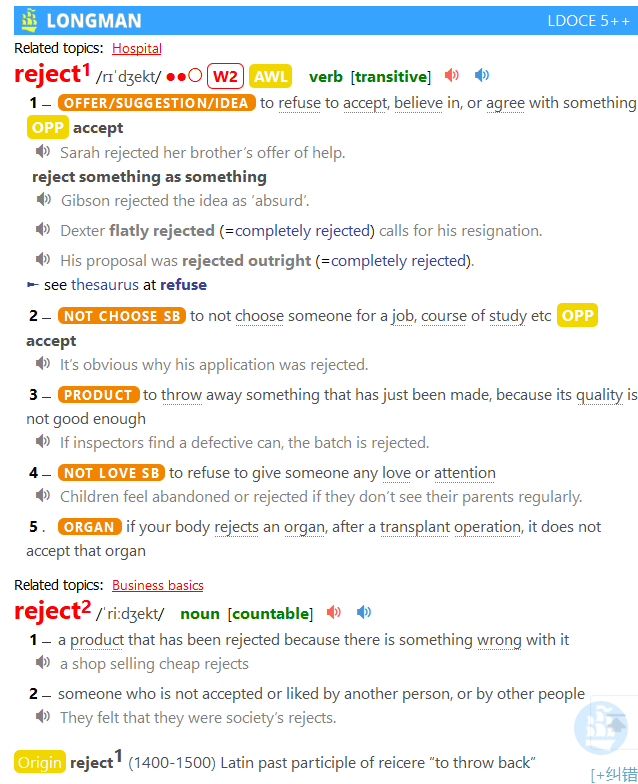 LONGMAN LDOCE 5++
Related topics: Hospital
reject1 /rɪˈdʒekt/ ●●○ W2 AWL verb [transitive]
1 – OFFER/SUGGESTION/IDEA to refuse to accept, believe in, or agree with something
OPP accept
Sarah rejected her brother’s offer of help.
reject something as something
Gibson rejected the idea as ‘absurd’.
Dexter flatly rejected (=completely rejected) calls for his resignation.
His proposal was rejected outright (=completely rejected).
► see thesaurus at refuse
2 – NOT CHOOSE SB to not choose someone for a job, course of study etc OPP
accept
It’s obvious why his application was rejected.
3 – PRODUCT to throw away something that has just been made, because its quality is
not good enough
If inspectors find a defective can, the batch is rejected.
4 – NOT LOVE SB to refuse to give someone any love or attention
Children feel abandoned or rejected if they don’t see their parents regularly.
5 . ORGAN if your body rejects an organ, after a transplant operation, it does not
accept that organ
Related topics: Business basics
reject2 /ˈriːdʒekt/ noun [countable]
1 – a product that has been rejected because there is something wrong with it
a shop selling cheap rejects
2 – someone who is not accepted or liked by another person, or by other people
They felt that they were society’s rejects.
Origin reject1 (1400-1500) Latin past participle of reicere “to throw back”
[+纠错